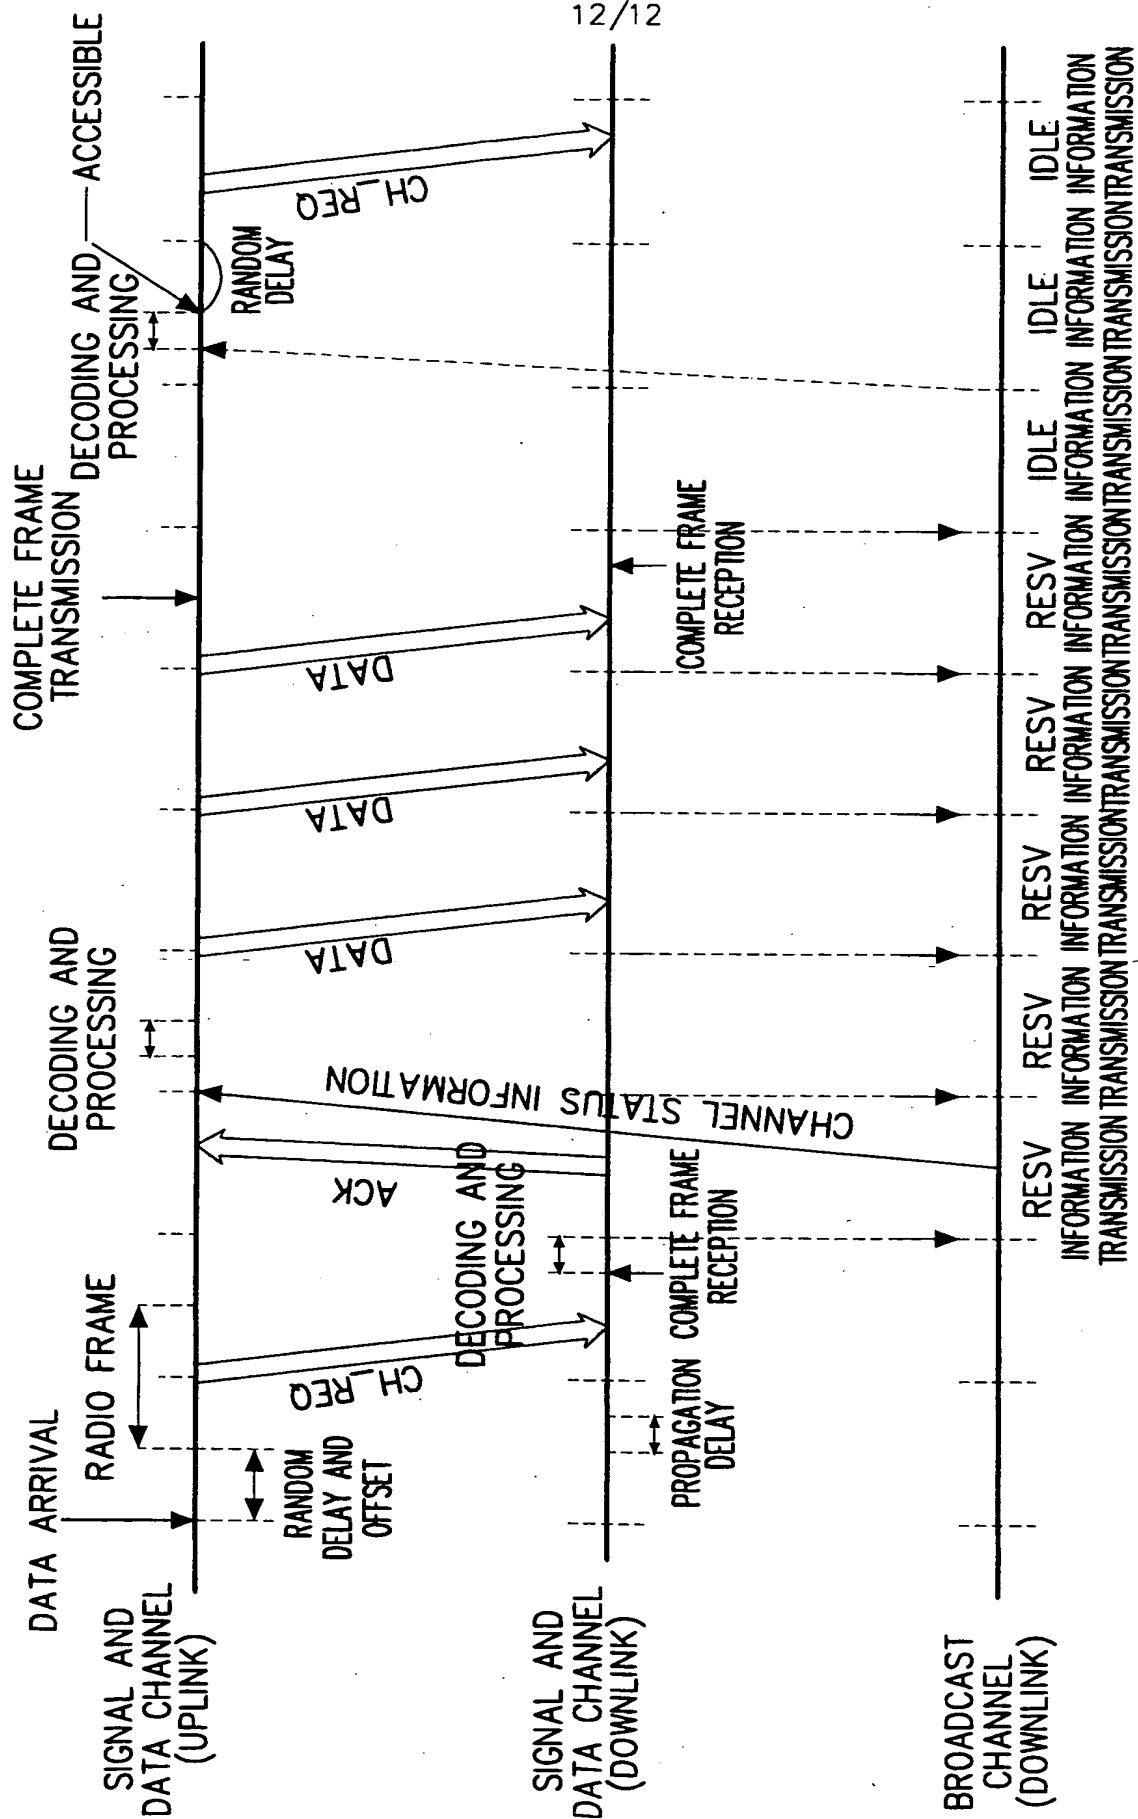 12/12
DATA ARRIVAL
RADIO FRAME
DECODING AND
PROCESSING
COMPLETE FRAME
TRANSMISSION
DECODING AND
PROCESSING
ACCESSIBLE
SIGNAL AND
DATA CHANNEL
(UPLINK)
RANDOM
DELAY AND
OFFSET
CH_REQ
ACK
DATA
DATA
DATA
RANDOM
DELAY
CH_REQ
DECODING AND
PROCESSING
CHANNEL STATUS INFORMATION
SIGNAL AND
DATA CHANNEL
(DOWNLINK)
PROPAGATION
DELAY
COMPLETE FRAME
RECEPTION
COMPLETE FRAME
RECEPTION
BROADCAST
CHANNEL
(DOWNLINK)
RESV RESV RESV RESV RESV IDLE IDLE IDLE
INFORMATION INFORMATION INFORMATION INFORMATION INFORMATION INFORMATION INFORMATION INFORMATION
TRANSMISSION TRANSMISSION TRANSMISSION TRANSMISSION TRANSMISSION TRANSMISSION TRANSMISSION TRANSMISSION